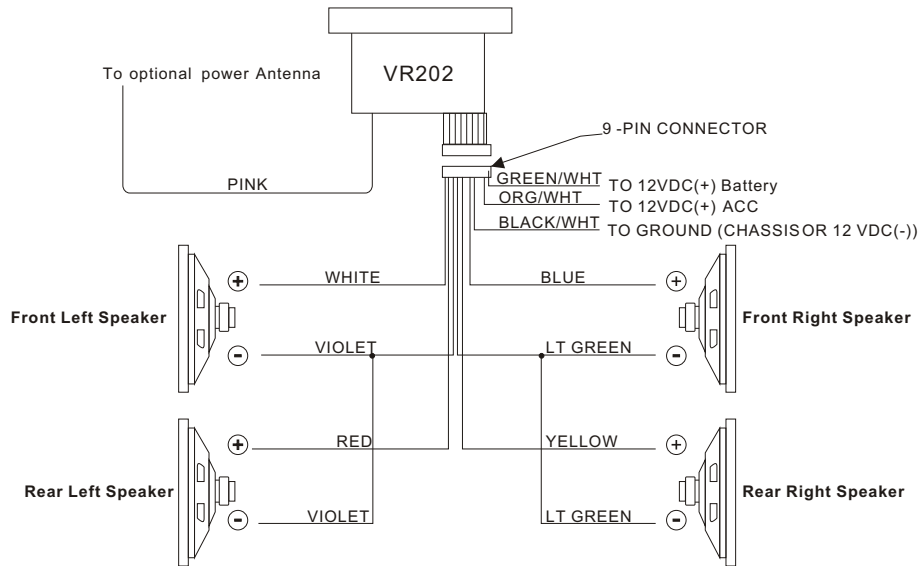 VR202
To optional power Antenna
9 -PIN CONNECTOR
PINK
GREEN/WHT TO 12VDC(+) Battery
ORG/WHT TO 12VDC(+) ACC
BLACK/WHT TO GROUND (CHASSISOR 12 VDC(-))
+ WHITE BLUE +
Front Left Speaker Front Right Speaker
- VIOLET LT GREEN -
+ RED YELLOW +
Rear Left Speaker Rear Right Speaker
- VIOLET LT GREEN -